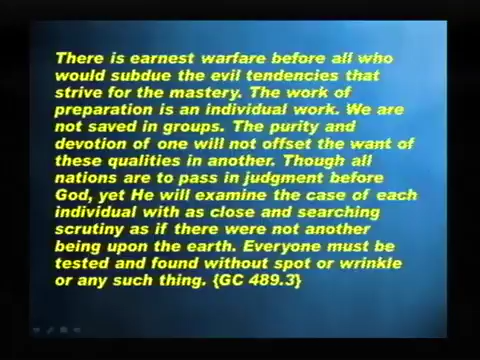 There is earnest warfare before all who
would subdue the evil tendencies that
strive for the mastery. The work of
preparation is an individual work. We are
not saved in groups. The purity and
devotion of one will not offset the want of
these qualities in another. Though all
nations are to pass in judgment before
God, yet He will examine the case of each
individual with as close and searching
scrutiny as if there were not another
being upon the earth. Everyone must be
tested and found without spot or wrinkle
or any such thing. {GC 489.3}